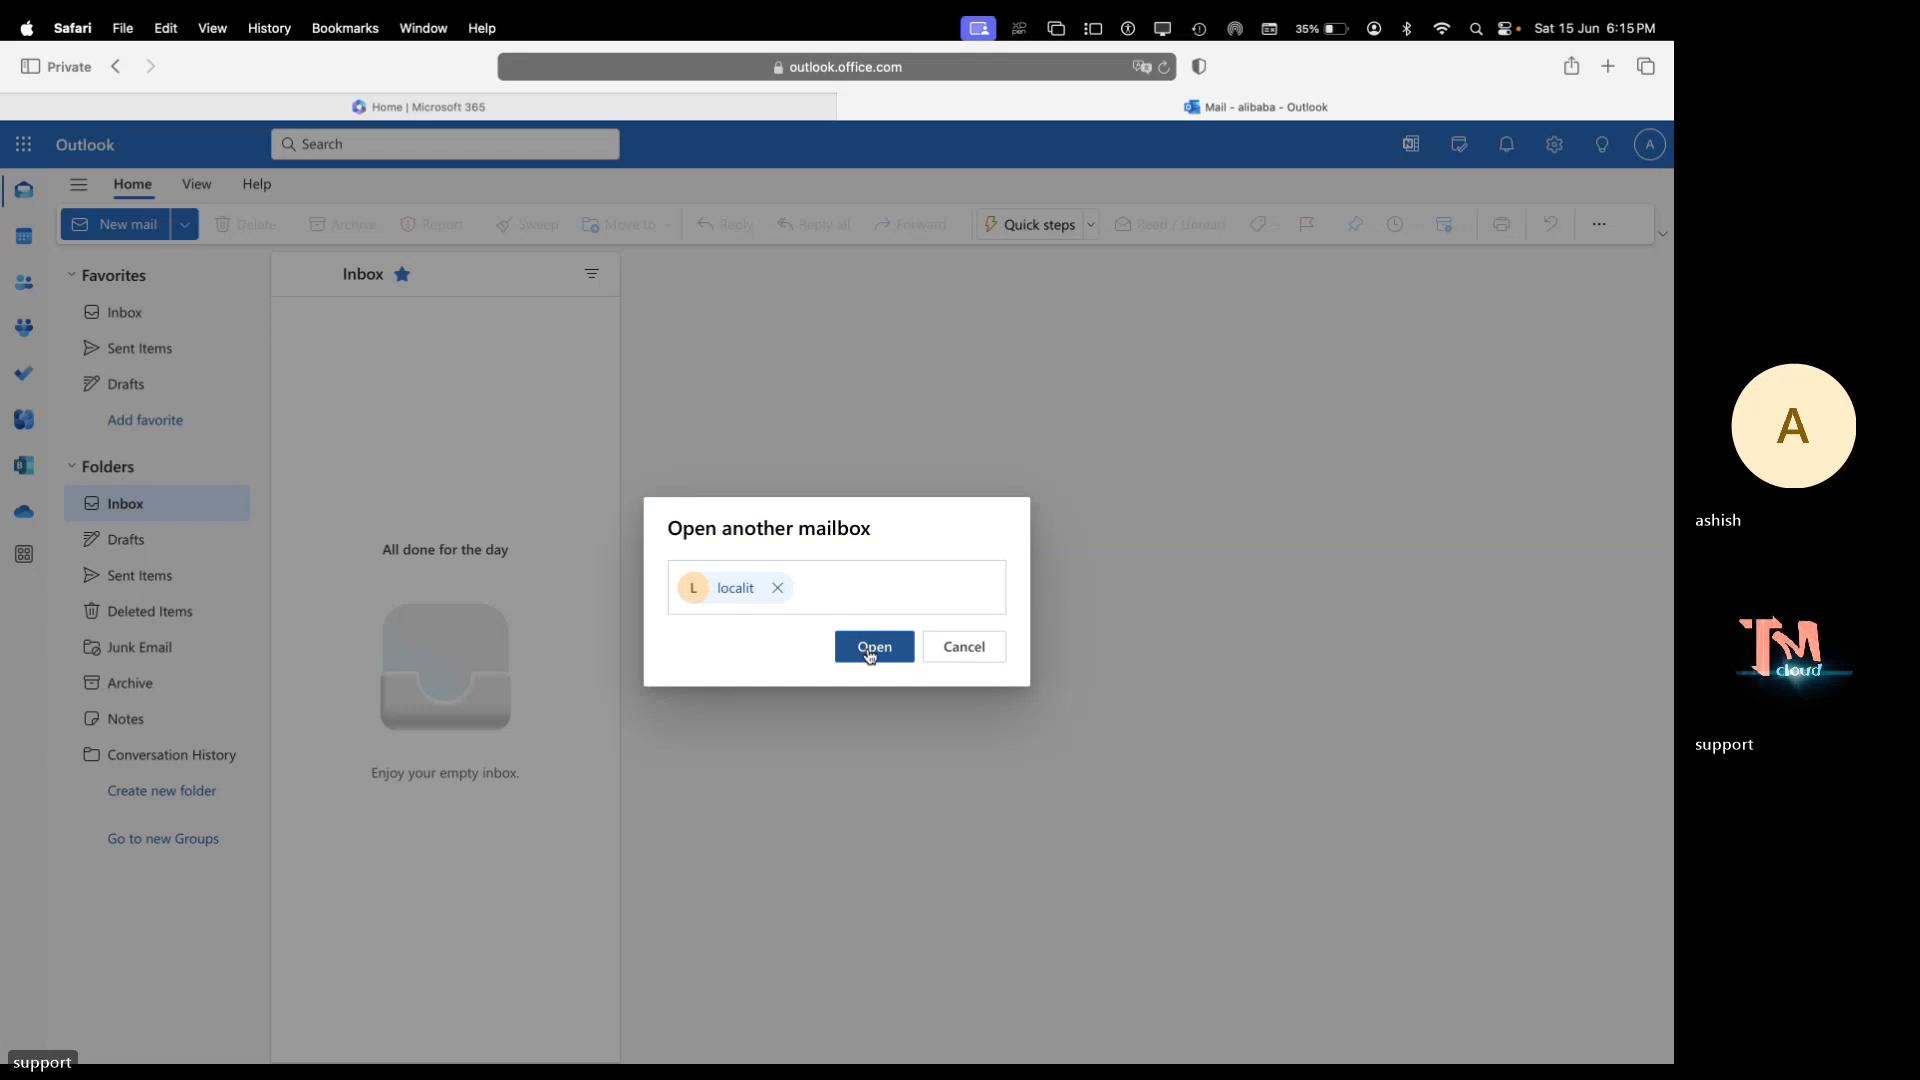 Safari File Edit View History Bookmarks Window Help
XP pen 35% Sat 15 Jun 6:15 PM
Private outlook.office.com
Home | Microsoft 365 Mail - alibaba - Outlook
Outlook Search A
Home View Help
New mail Delete Archive Report Sweep Move to Reply Reply all Forward Quick steps Read / Unread
Favorites
Inbox
Sent Items
Drafts
Add favorite
Folders
Inbox
Drafts
Sent Items
Deleted Items
Junk Email
Archive
Notes
Conversation History
Create new folder
Go to new Groups
Inbox
All done for the day
Enjoy your empty inbox.
Open another mailbox
L localit
Open Cancel
A
ashish
TM
cloud
support
support